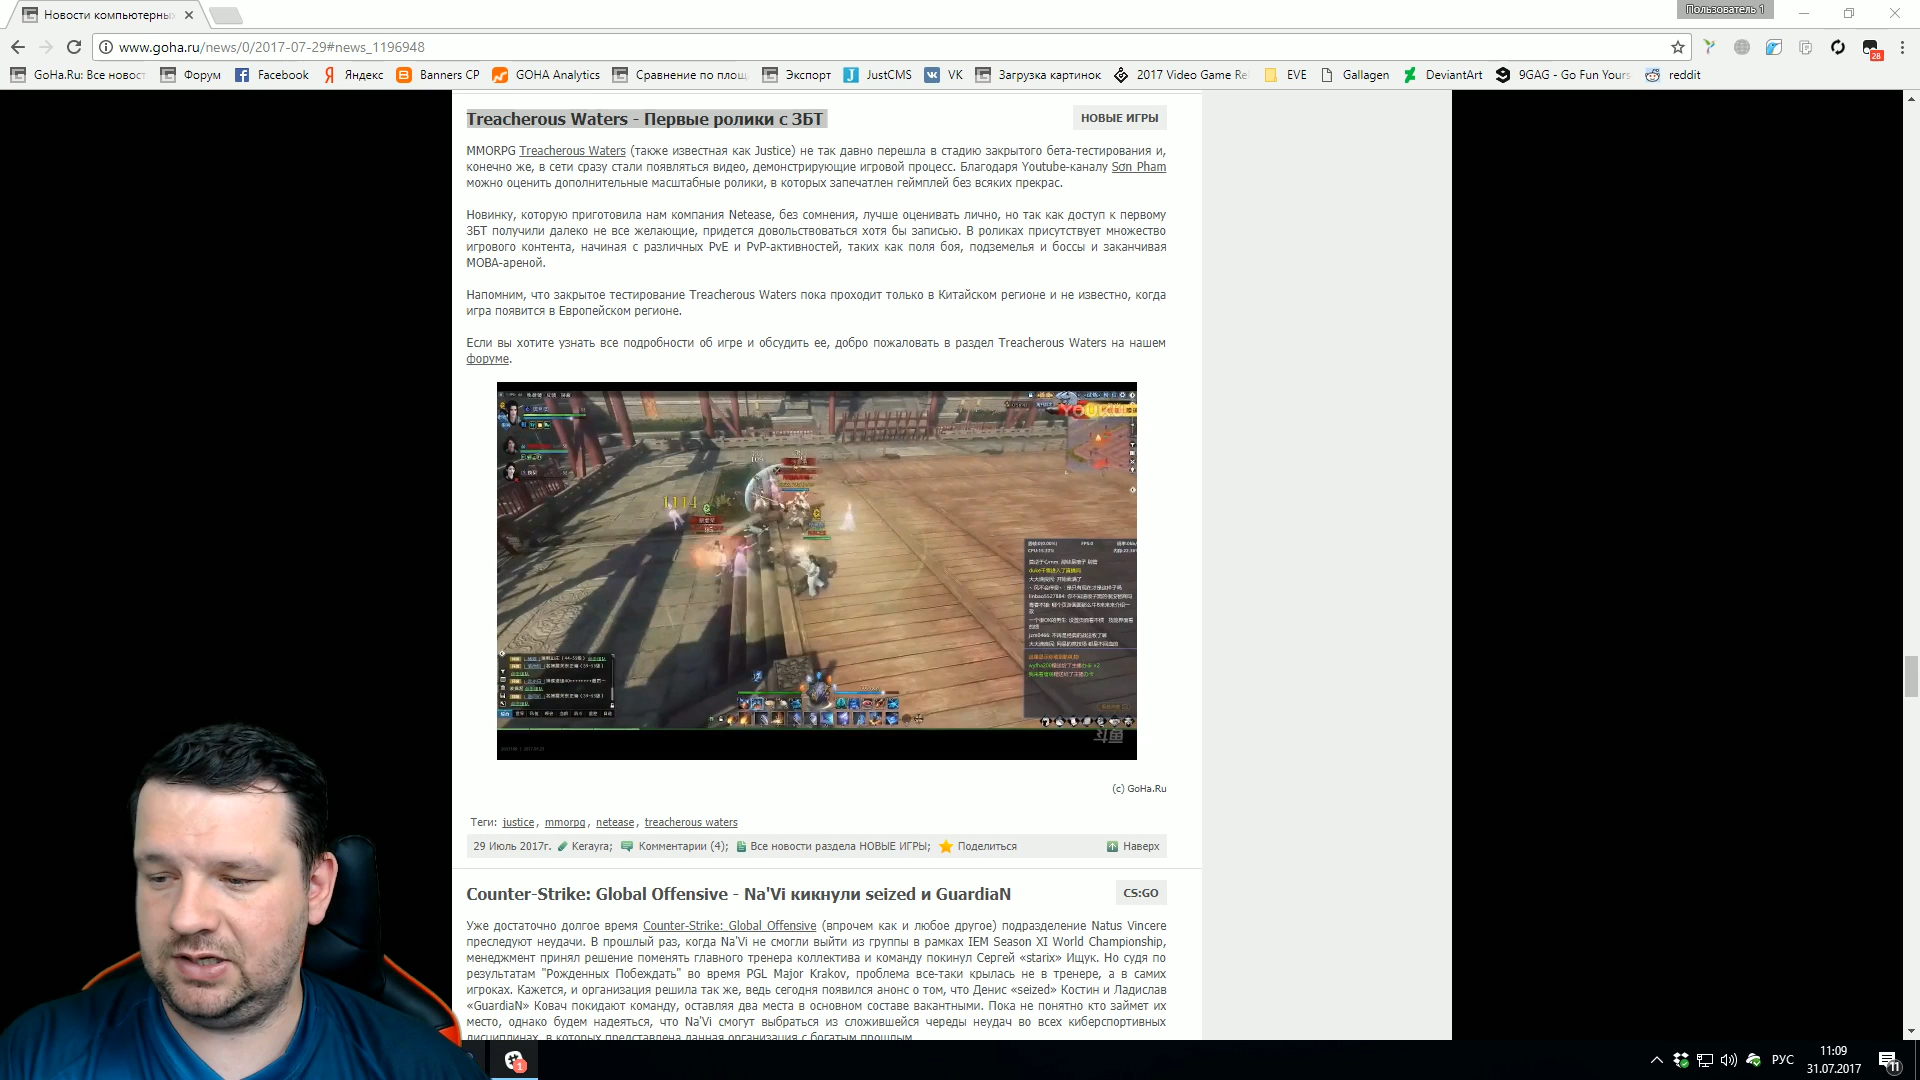 Новости компьютерны
Пользователь 1
www.goha.ru/news/0/2017-07-29#news_1196948
GoHa.Ru: Все новост Форум Facebook Яндекс Banners CP GOHA Analytics Сравнение по площ Экспорт JustCMS VK Загрузка картинок 2017 Video Game Rel EVE Gallagen DeviantArt 9GAG - Go Fun Yours reddit
28
Treacherous Waters - Первые ролики с ЗБТ
НОВЫЕ ИГРЫ
MMORPG Treacherous Waters (также известная как Justice) не так давно перешла в стадию закрытого бета-тестирования и,
конечно же, в сети сразу стали появляться видео, демонстрирующие игровой процесс. Благодаря Youtube-каналу Sơn Pham
можно оценить дополнительные масштабные ролики, в которых запечатлен геймплей без всяких прекрас.
Новинку, которую приготовила нам компания Netease, без сомнения, лучше оценивать лично, но так как доступ к первому
ЗБТ получили далеко не все желающие, придется довольствоваться хотя бы записью. В роликах присутствует множество
игрового контента, начиная с различных PvE и PvP-активностей, таких как поля боя, подземелья и боссы и заканчивая
MOBA-ареной.
Напомним, что закрытое тестирование Treacherous Waters пока проходит только в Китайском регионе и не известно, когда
игра появится в Европейском регионе.
Если вы хотите узнать все подробности об игре и обсудить ее, добро пожаловать в раздел Treacherous Waters на нашем
форуме.
1114
(c) GoHa.Ru
Теги: justice, mmorpg, netease, treacherous waters
29 Июль 2017г. Kerayra; Комментарии (4); Все новости раздела НОВЫЕ ИГРЫ; Поделиться Наверх
Counter-Strike: Global Offensive - Na'Vi кикнули seized и GuardiaN
CS:GO
Уже достаточно долгое время Counter-Strike: Global Offensive (впрочем как и любое другое) подразделение Natus Vincere
преследуют неудачи. В прошлый раз, когда Na'Vi не смогли выйти из группы в рамках IEM Season XI World Championship,
менеджмент принял решение поменять главного тренера коллектива и команду покинул Сергей «starix» Ищук. Но судя по
результатам "Рожденных Побеждать" во время PGL Major Krakov, проблема все-таки крылась не в тренере, а в самих
игроках. Кажется, и организация решила так же, ведь сегодня появился анонс о том, что Денис «seized» Костин и Ладислав
«GuardiaN» Ковач покидают команду, оставляя два места в основном составе вакантными. Пока не понятно кто займет их
место, однако будем надеяться, что Na'Vi смогут выбраться из сложившейся череды неудач во всех киберспортивных
дисциплинах, в которых представлена данная организация с богатым прошлым.
1
РУС
11:09
31.07.2017
11